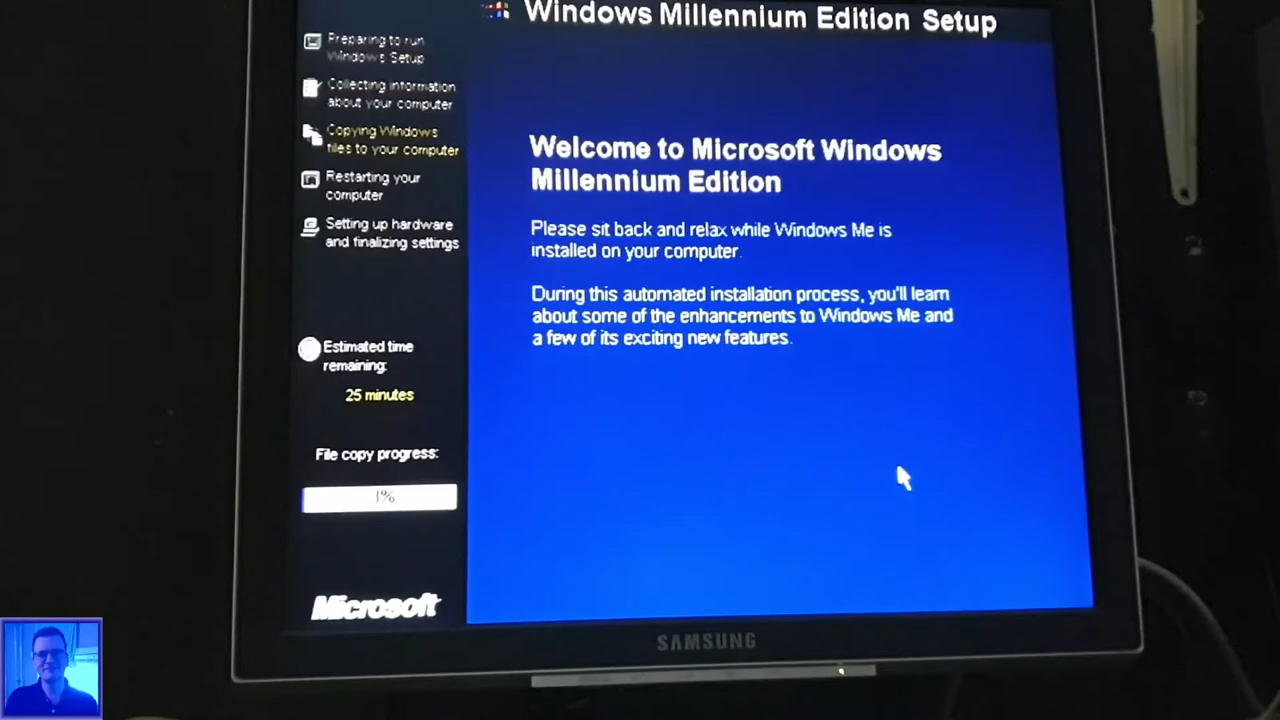 Windows Millennium Edition Setup
Preparing to run
Windows Setup
Collecting information
about your computer
Copying Windows
files to your computer
Restarting your
computer
Setting up hardware
and finalizing settings
Estimated time
remaining:
25 minutes
File copy progress:
3%
Microsoft
Welcome to Microsoft Windows
Millennium Edition
Please sit back and relax while Windows Me is
installed on your computer.
During this automated installation process, you'll learn
about some of the enhancements to Windows Me and
a few of its exciting new features.
SAMSUNG